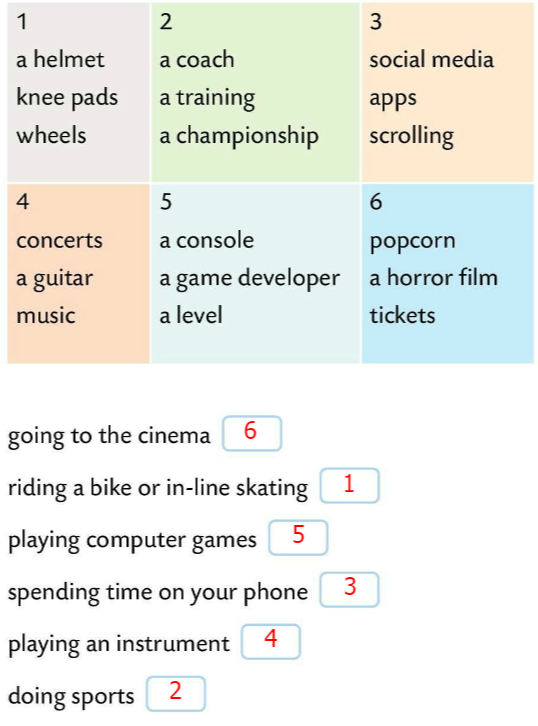 1
a helmet
knee pads
wheels
2
a coach
a training
a championship
3
social media
apps
scrolling
4
concerts
a guitar
music
5
a console
a game developer
a level
6
popcorn
a horror film
tickets
going to the cinema 6
riding a bike or in-line skating 1
playing computer games 5
spending time on your phone 3
playing an instrument 4
doing sports 2